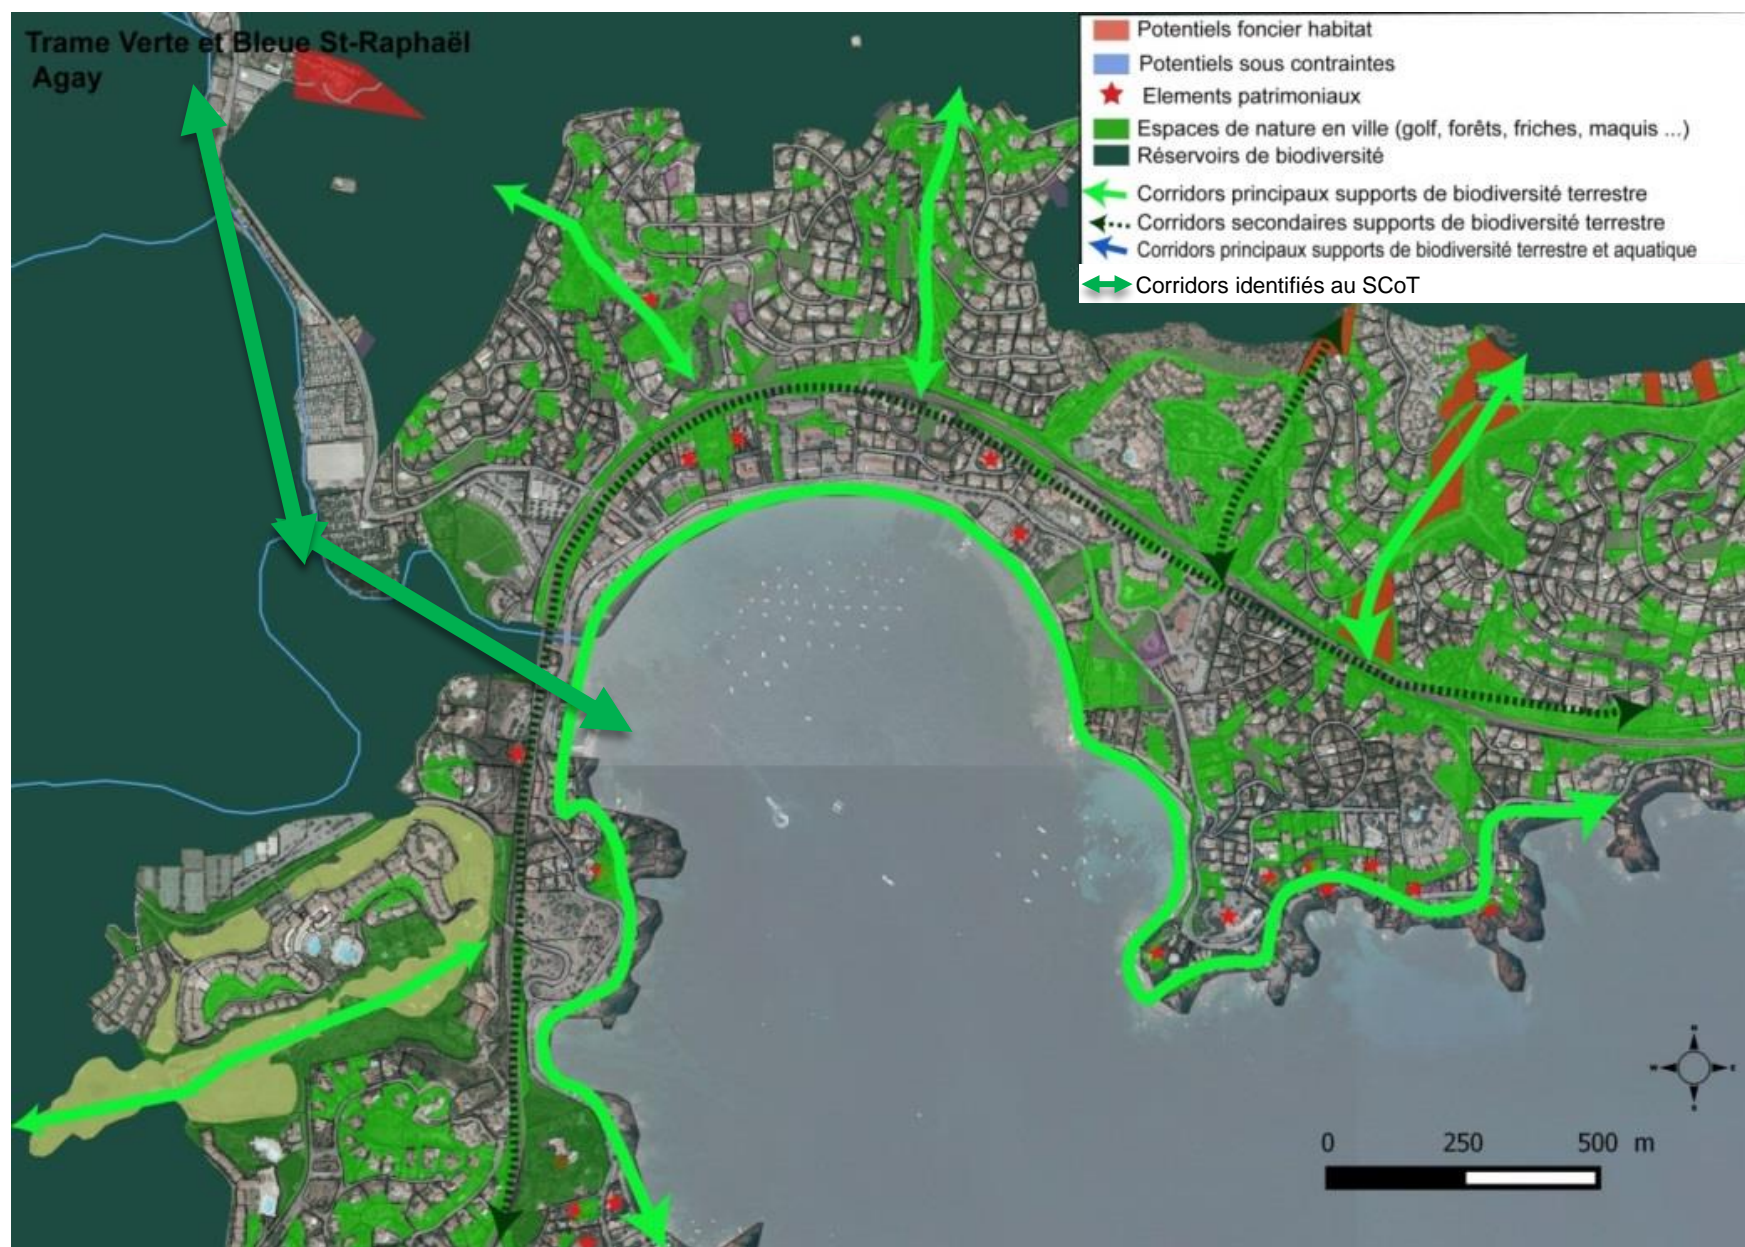 Trame Verte et Bleue St-Raphaël
Agay
Potentiels foncier habitat
Potentiels sous contraintes
Elements patrimoniaux
Espaces de nature en ville (golf, forêts, friches, maquis ...)
Réservoirs de biodiversité
Corridors principaux supports de biodiversité terrestre
Corridors secondaires supports de biodiversité terrestre
Corridors principaux supports de biodiversité terrestre et aquatique
Corridors identifiés au SCoT
N
W E
S
0 250 500 m